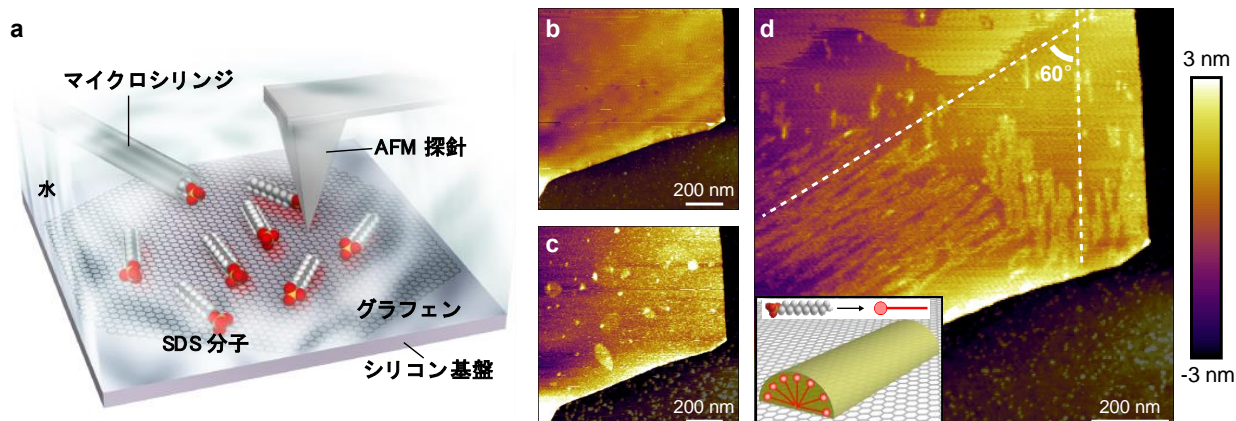 a
マイクロシリンジ
AFM 探針
水
グラフェン
SDS 分子
シリコン基盤
b
200 nm
c
200 nm
d
60°
200 nm
3 nm
-3 nm